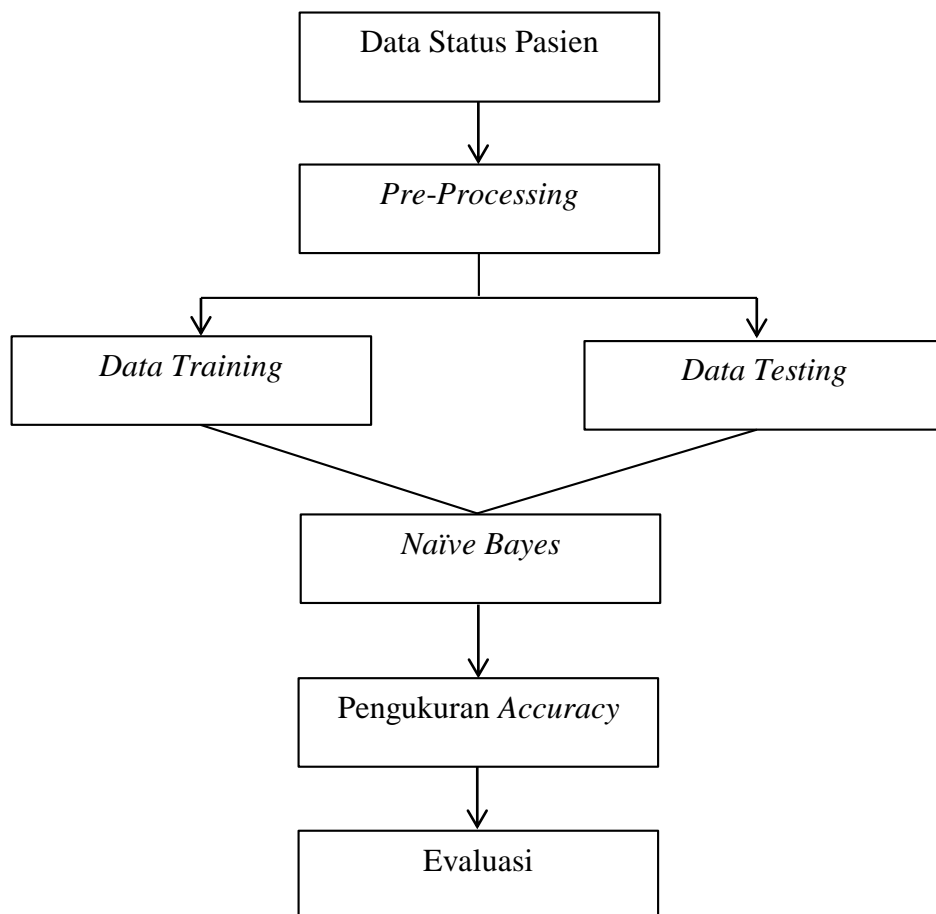 Data Status Pasien
Pre-Processing
Data Training
Data Testing
Naïve Bayes
Pengukuran Accuracy
Evaluasi